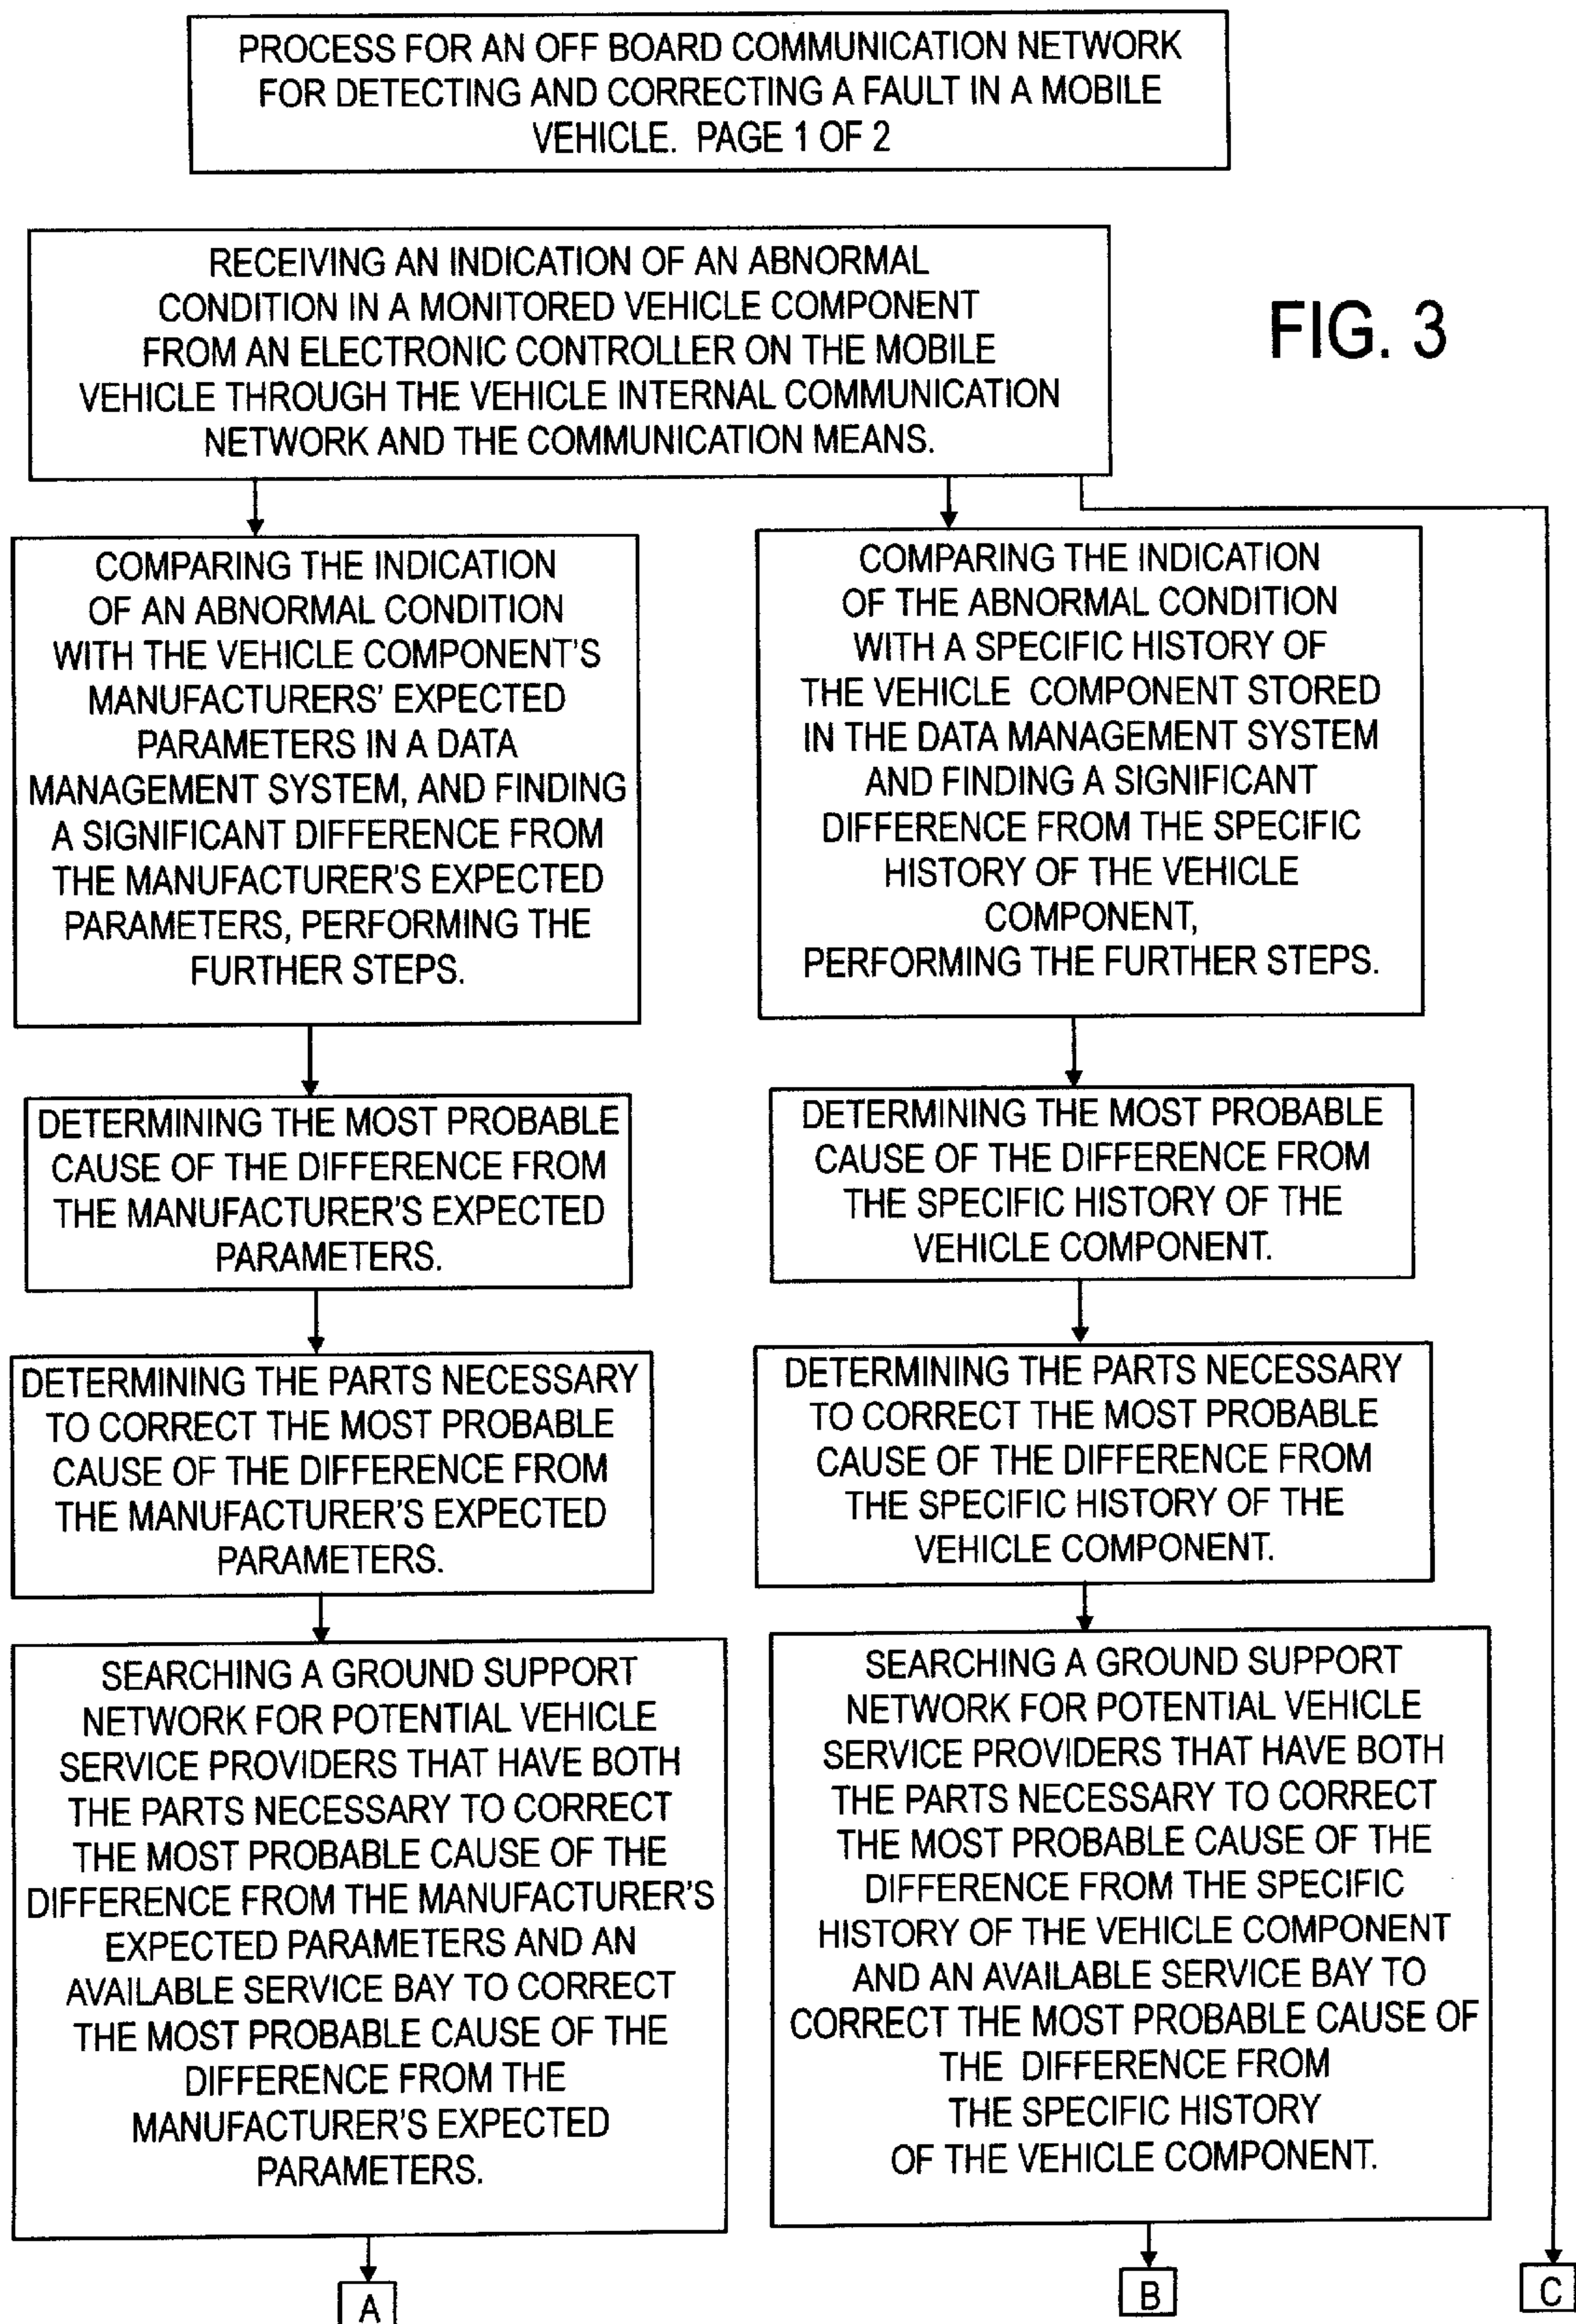 PROCESS FOR AN OFF BOARD COMMUNICATION NETWORK
FOR DETECTING AND CORRECTING A FAULT IN A MOBILE
VEHICLE. PAGE 1 OF 2
RECEIVING AN INDICATION OF AN ABNORMAL
CONDITION IN A MONITORED VEHICLE COMPONENT
FROM AN ELECTRONIC CONTROLLER ON THE MOBILE
VEHICLE THROUGH THE VEHICLE INTERNAL COMMUNICATION
NETWORK AND THE COMMUNICATION MEANS.
FIG. 3
COMPARING THE INDICATION
OF AN ABNORMAL CONDITION
WITH THE VEHICLE COMPONENT'S
MANUFACTURERS' EXPECTED
PARAMETERS IN A DATA
MANAGEMENT SYSTEM, AND FINDING
A SIGNIFICANT DIFFERENCE FROM
THE MANUFACTURER'S EXPECTED
PARAMETERS, PERFORMING THE
FURTHER STEPS.
DETERMINING THE MOST PROBABLE
CAUSE OF THE DIFFERENCE FROM
THE MANUFACTURER'S EXPECTED
PARAMETERS.
DETERMINING THE PARTS NECESSARY
TO CORRECT THE MOST PROBABLE
CAUSE OF THE DIFFERENCE FROM
THE MANUFACTURER'S EXPECTED
PARAMETERS.
SEARCHING A GROUND SUPPORT
NETWORK FOR POTENTIAL VEHICLE
SERVICE PROVIDERS THAT HAVE BOTH
THE PARTS NECESSARY TO CORRECT
THE MOST PROBABLE CAUSE OF THE
DIFFERENCE FROM THE MANUFACTURER'S
EXPECTED PARAMETERS AND AN
AVAILABLE SERVICE BAY TO CORRECT
THE MOST PROBABLE CAUSE OF THE
DIFFERENCE FROM THE
MANUFACTURER'S EXPECTED
PARAMETERS.
A
COMPARING THE INDICATION
OF THE ABNORMAL CONDITION
WITH A SPECIFIC HISTORY OF
THE VEHICLE COMPONENT STORED
IN THE DATA MANAGEMENT SYSTEM
AND FINDING A SIGNIFICANT
DIFFERENCE FROM THE SPECIFIC
HISTORY OF THE VEHICLE
COMPONENT,
PERFORMING THE FURTHER STEPS.
DETERMINING THE MOST PROBABLE
CAUSE OF THE DIFFERENCE FROM
THE SPECIFIC HISTORY OF THE
VEHICLE COMPONENT.
DETERMINING THE PARTS NECESSARY
TO CORRECT THE MOST PROBABLE
CAUSE OF THE DIFFERENCE FROM
THE SPECIFIC HISTORY OF THE
VEHICLE COMPONENT.
SEARCHING A GROUND SUPPORT
NETWORK FOR POTENTIAL VEHICLE
SERVICE PROVIDERS THAT HAVE BOTH
THE PARTS NECESSARY TO CORRECT
THE MOST PROBABLE CAUSE OF THE
DIFFERENCE FROM THE SPECIFIC
HISTORY OF THE VEHICLE COMPONENT
AND AN AVAILABLE SERVICE BAY TO
CORRECT THE MOST PROBABLE CAUSE OF
THE DIFFERENCE FROM
THE SPECIFIC HISTORY
OF THE VEHICLE COMPONENT.
B
C